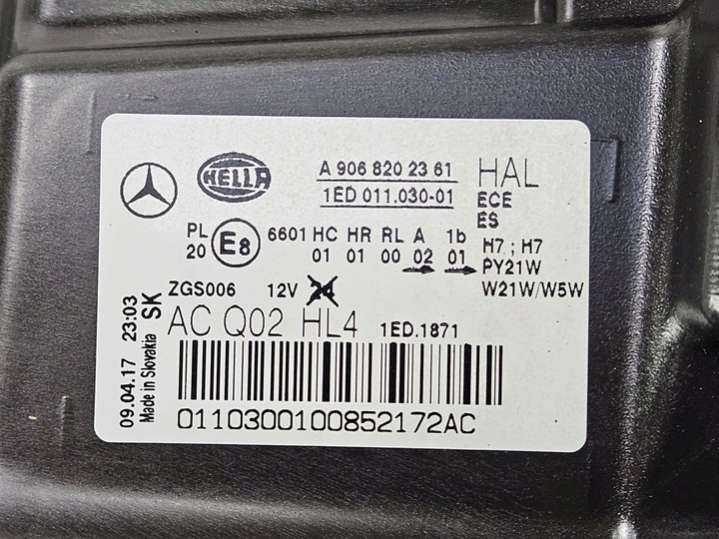 HELLA
A 906 820 23 61
1ED 011.030-01
HAL
ECE
ES
PL
20
E8
6601 HC HR RL A 1b
01 01 00 02 01
H7 ; H7
PY21W
W21W/W5W
ZGS006 12V 24
AC Q02 HL4 1ED.1871
09.04.17 23:03
Made in Slovakia SK
0110300100852172AC